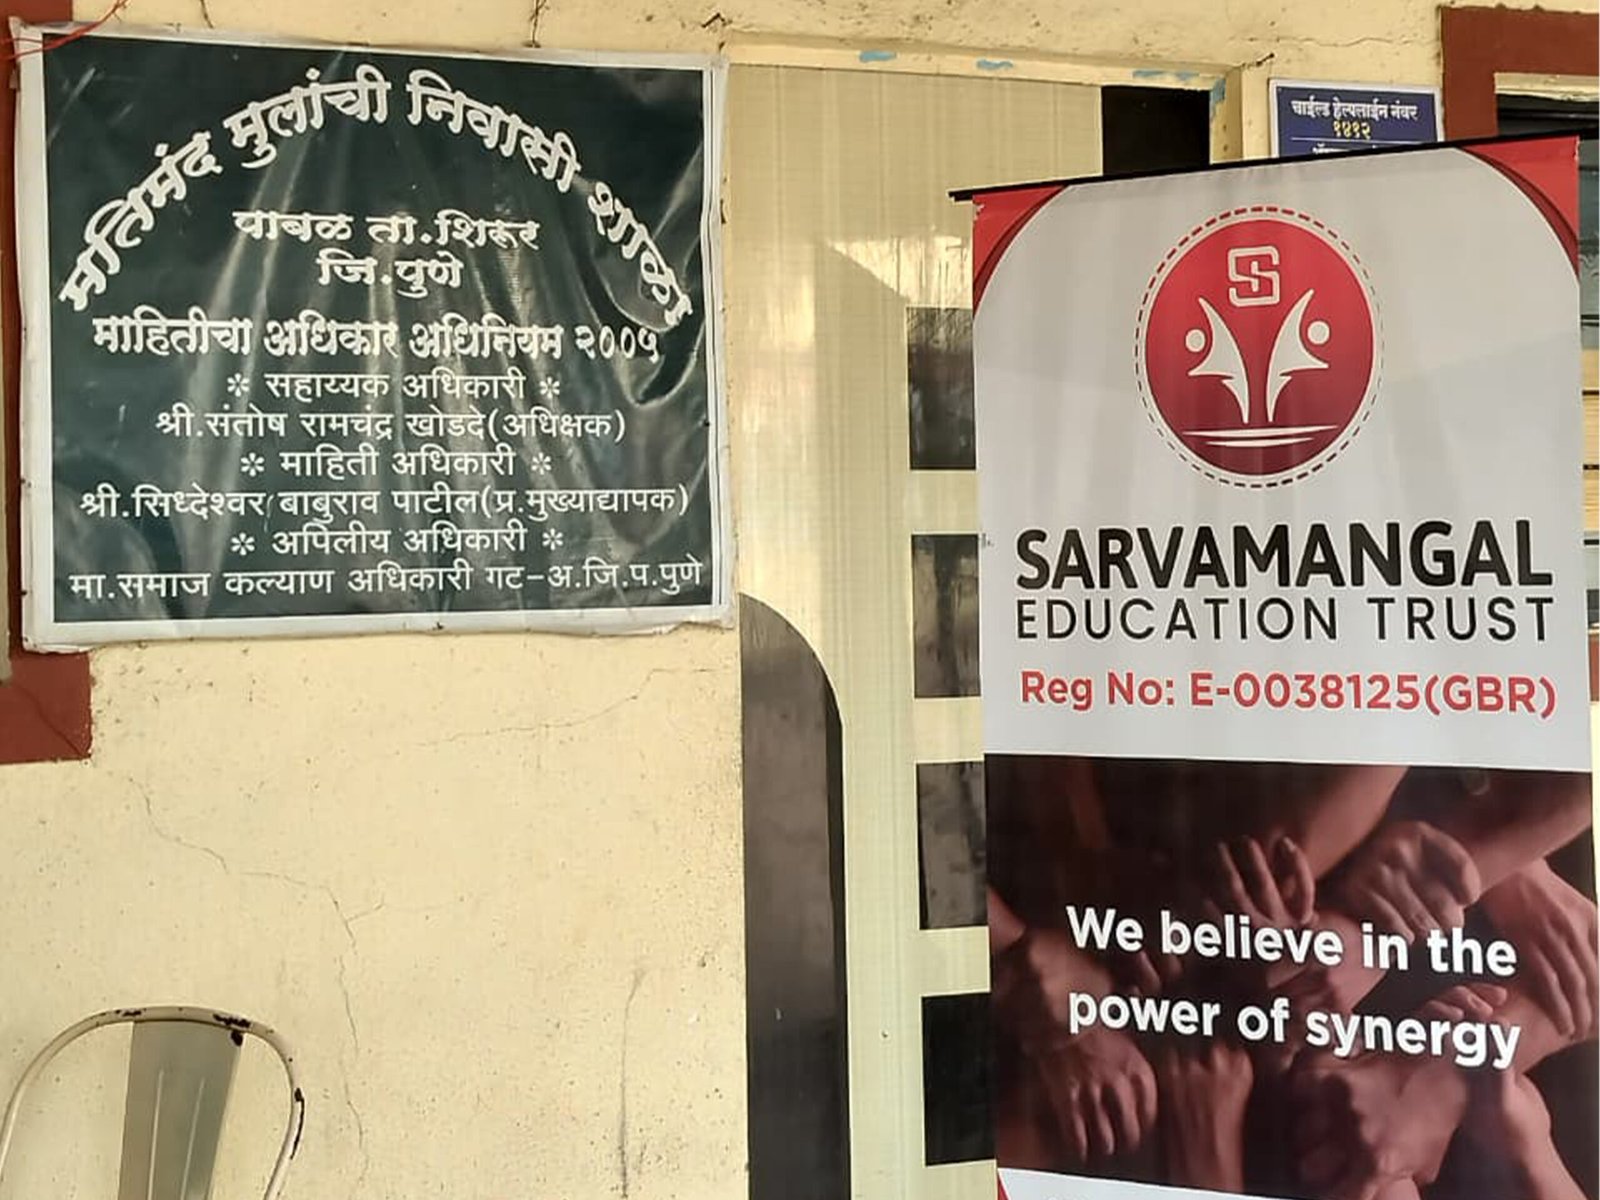 मतिमंद मुलांची निवासी शाळा
पाबळ ता.शिरूर
जि.पुणे
माहितीचा अधिकार अधिनियम २००५
* सहाय्यक अधिकारी *
श्री.संतोष रामचंद्र खोडदे(अधिक्षक)
* माहिती अधिकारी *
श्री.सिध्देश्वर बाबुराव पाटील(प्र.मुख्याद्यापक)
* अपिलीय अधिकारी *
मा.समाज कल्याण अधिकारी गट-अ.जि.प.पुणे
चाईल्ड हेल्पलाईन नंबर
१४१२
S
SARVAMANGAL
EDUCATION TRUST
Reg No: E-0038125(GBR)
We believe in the
power of synergy